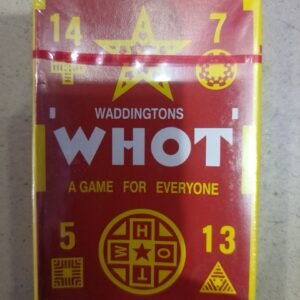 14 7
WADDINGTONS
'WHOT'
A GAME FOR EVERYONE
5 13
H
W O
T